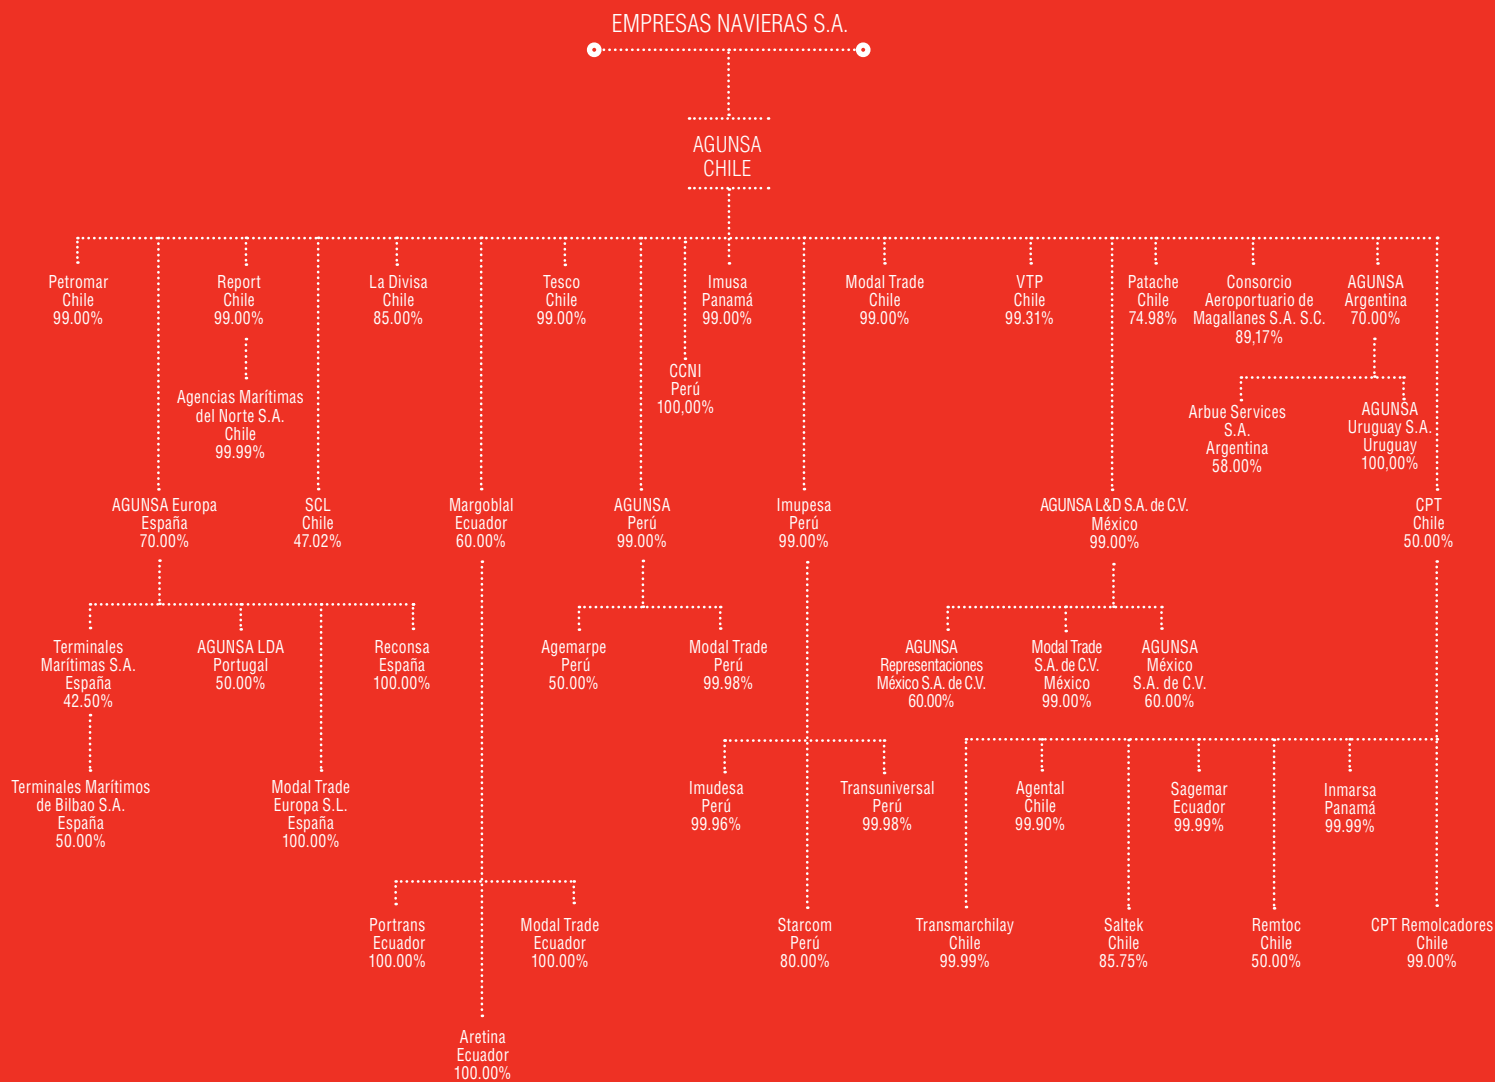 EMPRESAS NAVIERAS S.A.
AGUNSA
CHILE
Petromar
Chile
99.00%
Report
Chile
99.00%
La Divisa
Chile
85.00%
Tesco
Chile
99.00%
Imusa
Panamá
99.00%
Modal Trade
Chile
99.00%
VTP
Chile
99.31%
Patache
Chile
74.98%
Consorcio
Aeroportuario de
Magallanes S.A. S.C.
89,17%
AGUNSA
Argentina
70.00%
CCNI
Perú
100,00%
Agencias Marítimas
del Norte S.A.
Chile
99.99%
Arbue Services
S.A.
Argentina
58.00%
AGUNSA
Uruguay S.A.
Uruguay
100,00%
AGUNSA Europa
España
70.00%
SCL
Chile
47.02%
Margoblal
Ecuador
60.00%
AGUNSA
Perú
99.00%
Imupesa
Perú
99.00%
AGUNSA L&D S.A. de C.V.
México
99.00%
CPT
Chile
50.00%
Terminales
Marítimas S.A.
España
42.50%
AGUNSA LDA
Portugal
50.00%
Reconsa
España
100.00%
Agemarpe
Perú
50.00%
Modal Trade
Perú
99.98%
AGUNSA
Representaciones
México S.A. de C.V.
60.00%
Modal Trade
S.A. de C.V.
México
99.00%
AGUNSA
México
S.A. de C.V.
60.00%
Terminales Marítimos
de Bilbao S.A.
España
50.00%
Modal Trade
Europa S.L.
España
100.00%
Imudesa
Perú
99.96%
Transuniversal
Perú
99.98%
Agental
Chile
99.90%
Sagemar
Ecuador
99.99%
Inmarsa
Panamá
99.99%
Portrans
Ecuador
100.00%
Modal Trade
Ecuador
100.00%
Starcom
Perú
80.00%
Transmarchilay
Chile
99.99%
Saltek
Chile
85.75%
Remtoc
Chile
50.00%
CPT Remolcadores
Chile
99.00%
Aretina
Ecuador
100.00%